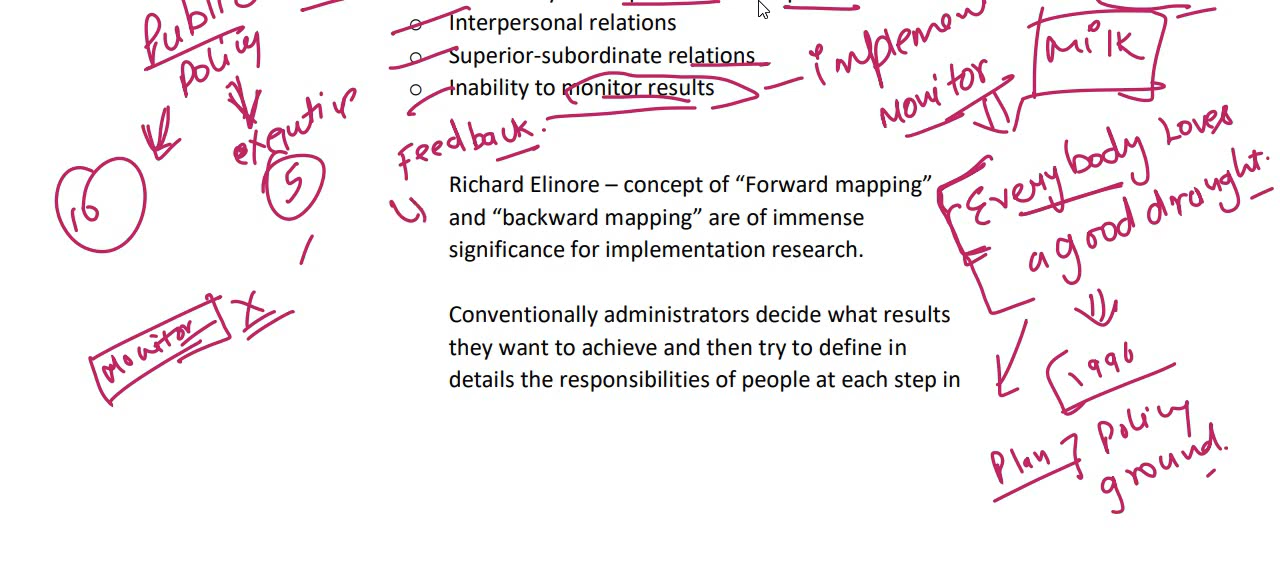 Public
policy
executiv
16
5
Monitor X
Interpersonal relations
Superior-subordinate relations
Inability to monitor results
implemen
Monitor
Milk
Feedback.
Richard Elinore – concept of “Forward mapping”
and “backward mapping” are of immense
significance for implementation research.
Conventionally administrators decide what results
they want to achieve and then try to define in
details the responsibilities of people at each step in
Everybody Loves
a good drought.
1996
Plan } policy
ground.